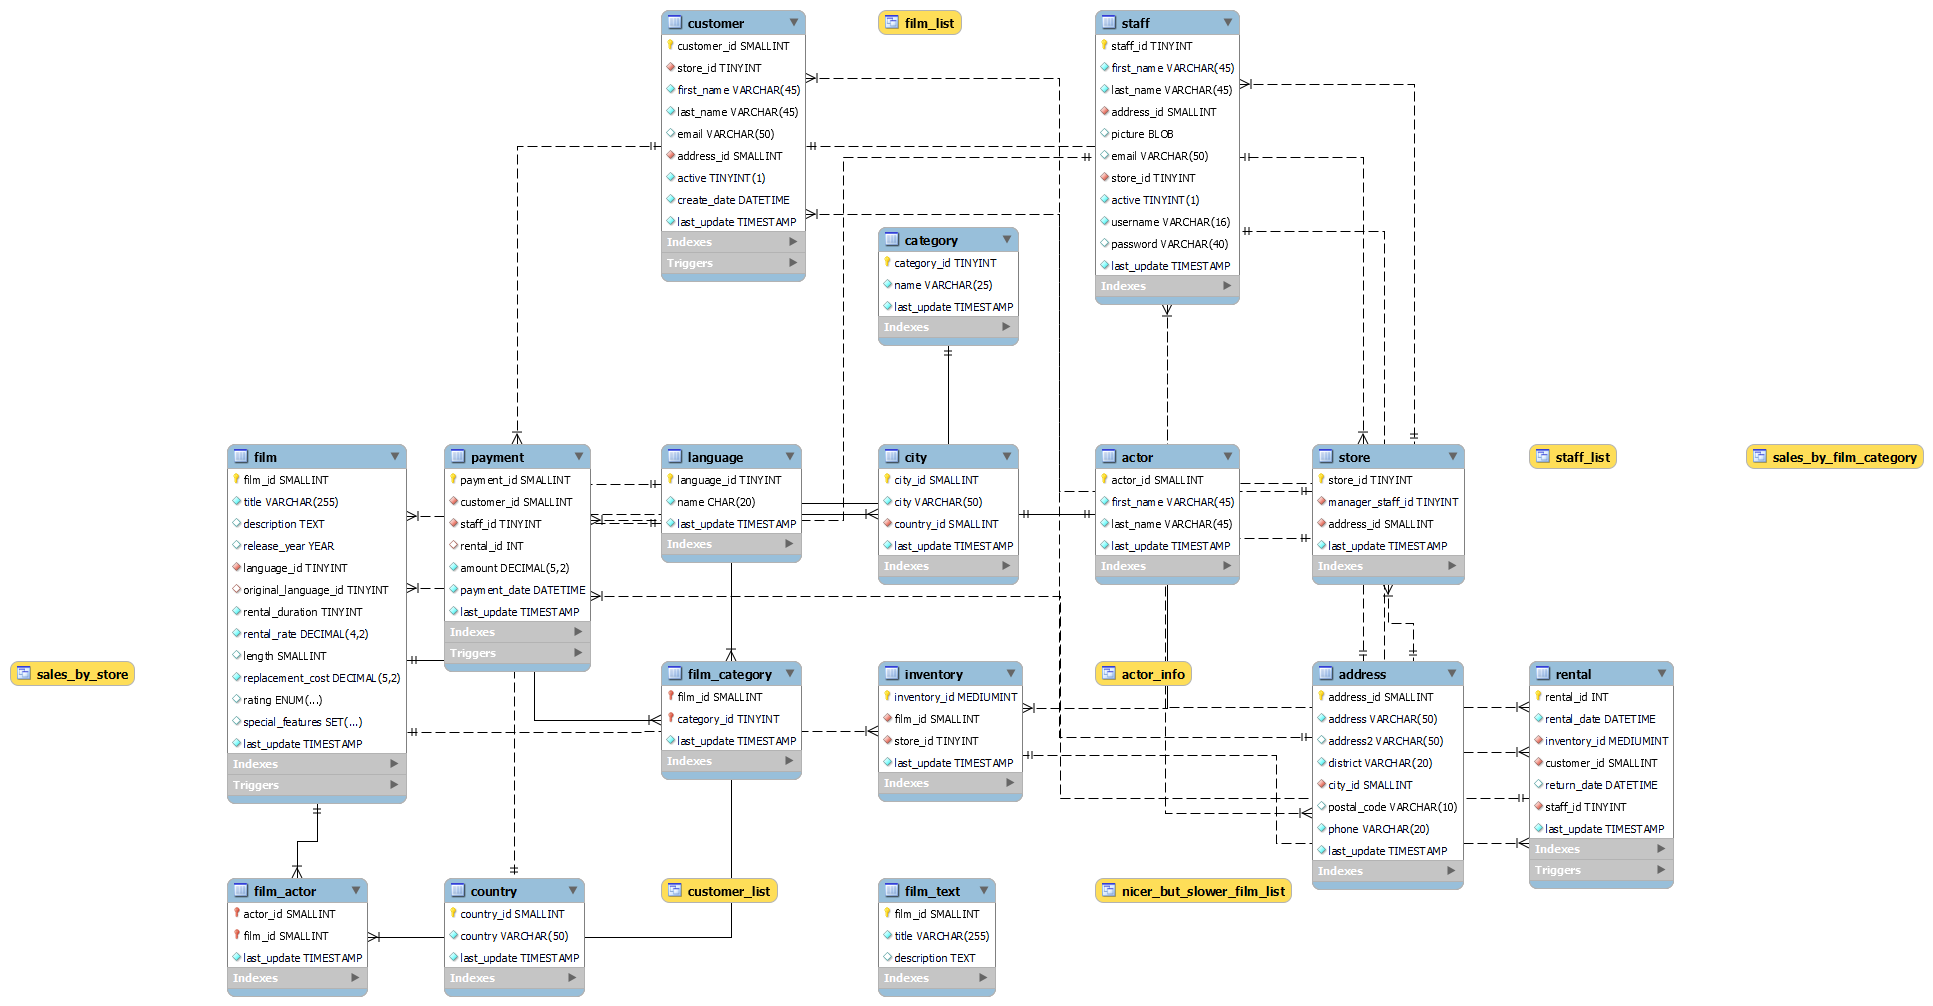 customer
customer_id SMALLINT
store_id TINYINT
first_name VARCHAR(45)
last_name VARCHAR(45)
email VARCHAR(50)
address_id SMALLINT
active TINYINT(1)
create_date DATETIME
last_update TIMESTAMP
Indexes
Triggers
film_list
staff
staff_id TINYINT
first_name VARCHAR(45)
last_name VARCHAR(45)
address_id SMALLINT
picture BLOB
email VARCHAR(50)
store_id TINYINT
active TINYINT(1)
username VARCHAR(16)
password VARCHAR(40)
last_update TIMESTAMP
Indexes
category
category_id TINYINT
name VARCHAR(25)
last_update TIMESTAMP
Indexes
film
film_id SMALLINT
title VARCHAR(255)
description TEXT
release_year YEAR
language_id TINYINT
original_language_id TINYINT
rental_duration TINYINT
rental_rate DECIMAL(4,2)
length SMALLINT
replacement_cost DECIMAL(5,2)
rating ENUM(...)
special_features SET(...)
last_update TIMESTAMP
Indexes
Triggers
payment
payment_id SMALLINT
customer_id SMALLINT
staff_id TINYINT
rental_id INT
amount DECIMAL(5,2)
payment_date DATETIME
last_update TIMESTAMP
Indexes
Triggers
language
language_id TINYINT
name CHAR(20)
last_update TIMESTAMP
Indexes
city
city_id SMALLINT
city VARCHAR(50)
country_id SMALLINT
last_update TIMESTAMP
Indexes
actor
actor_id SMALLINT
first_name VARCHAR(45)
last_name VARCHAR(45)
last_update TIMESTAMP
Indexes
store
store_id TINYINT
manager_staff_id TINYINT
address_id SMALLINT
last_update TIMESTAMP
Indexes
staff_list
sales_by_film_category
sales_by_store
film_category
film_id SMALLINT
category_id TINYINT
last_update TIMESTAMP
Indexes
inventory
inventory_id MEDIUMINT
film_id SMALLINT
store_id TINYINT
last_update TIMESTAMP
Indexes
actor_info
address
address_id SMALLINT
address VARCHAR(50)
address2 VARCHAR(50)
district VARCHAR(20)
city_id SMALLINT
postal_code VARCHAR(10)
phone VARCHAR(20)
last_update TIMESTAMP
Indexes
rental
rental_id INT
rental_date DATETIME
inventory_id MEDIUMINT
customer_id SMALLINT
return_date DATETIME
staff_id TINYINT
last_update TIMESTAMP
Indexes
Triggers
film_actor
actor_id SMALLINT
film_id SMALLINT
last_update TIMESTAMP
Indexes
country
country_id SMALLINT
country VARCHAR(50)
last_update TIMESTAMP
Indexes
customer_list
film_text
film_id SMALLINT
title VARCHAR(255)
description TEXT
Indexes
nicer_but_slower_film_list